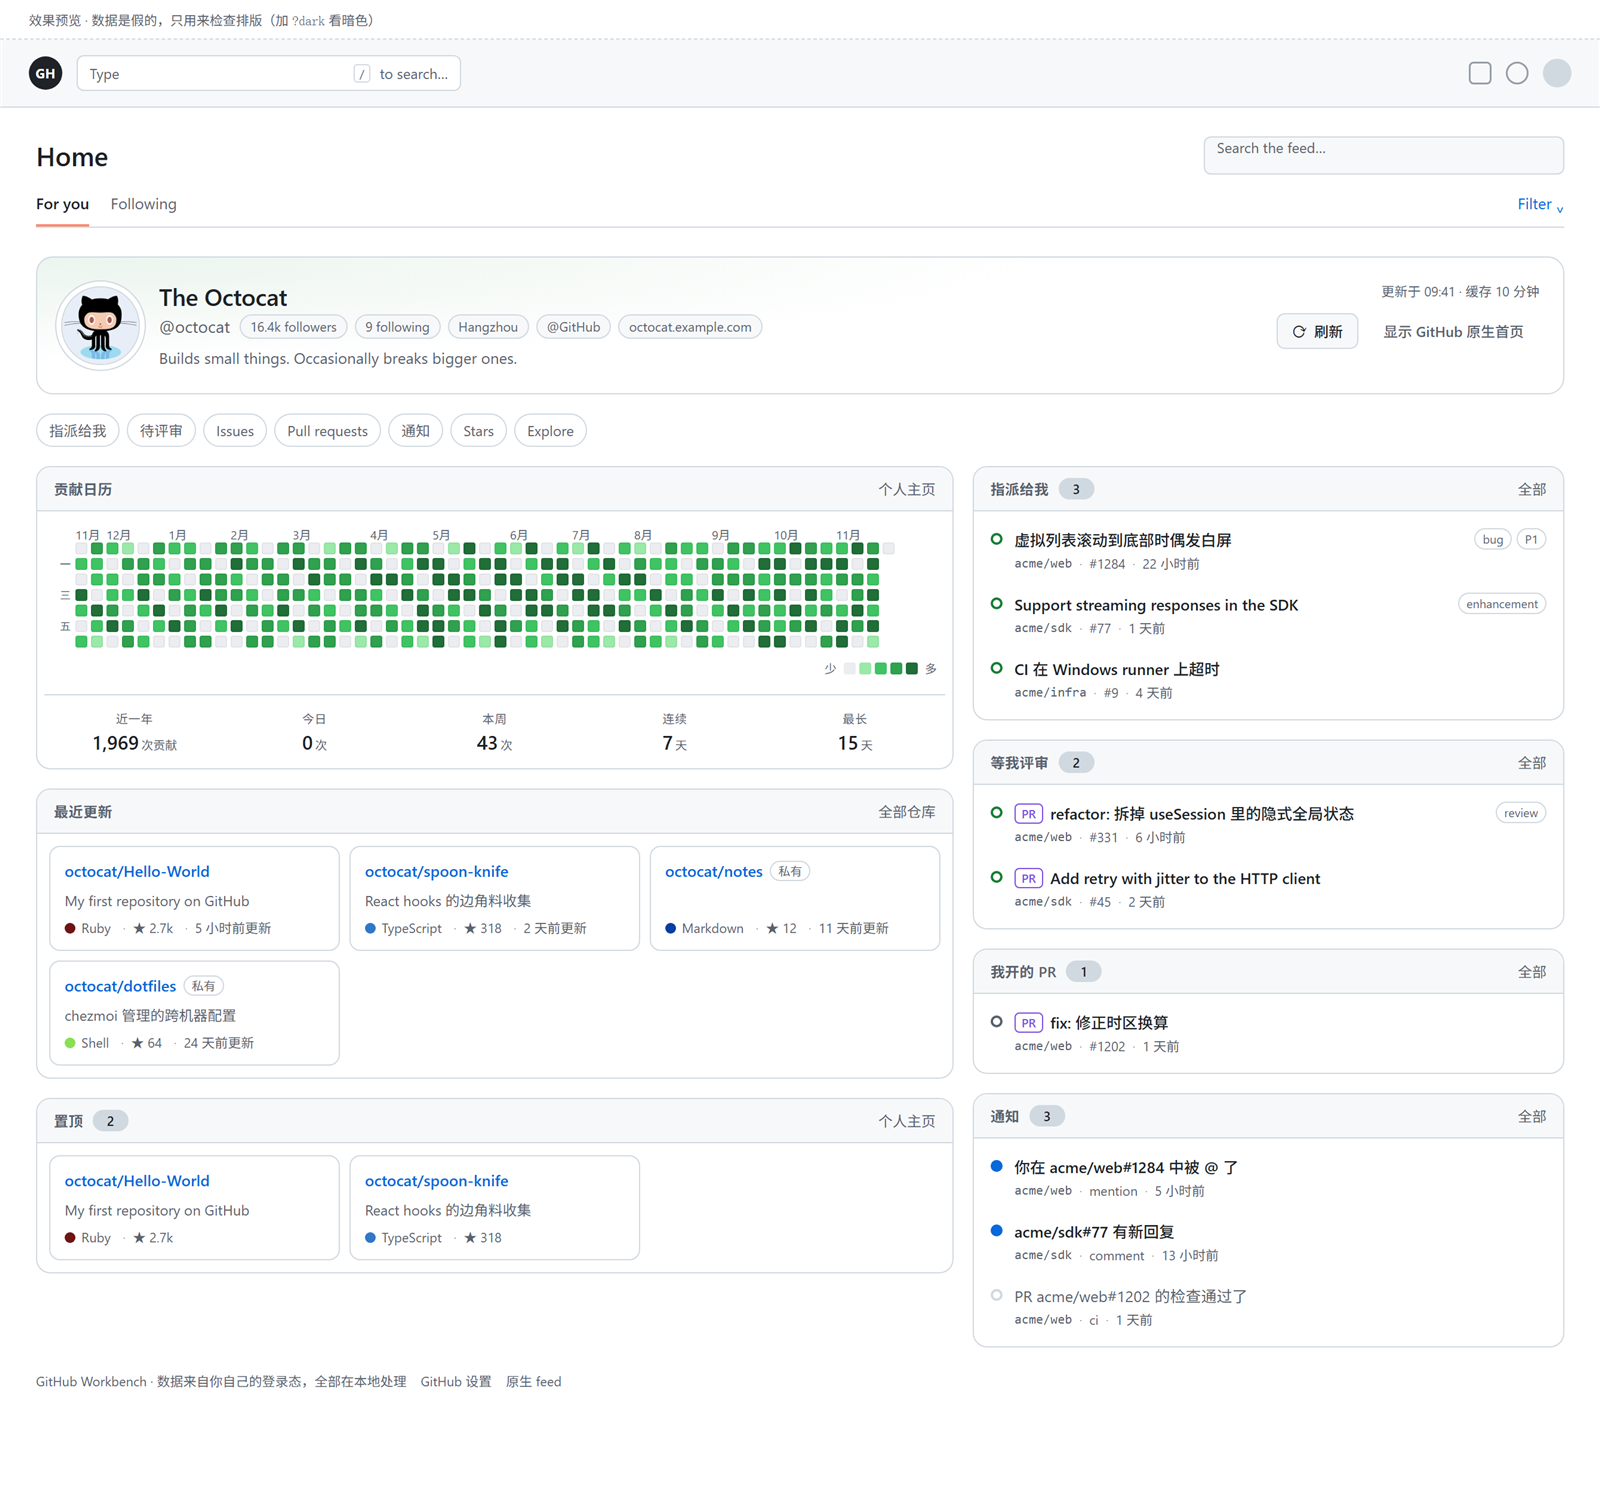 效果预览 · 数据是假的，只用来检查排版（加 ?dark 看暗色）
GH
Type / to search...
Home
Search the feed...
For you Following
Filter
The Octocat
@octocat 16.4k followers 9 following Hangzhou @GitHub octocat.example.com
Builds small things. Occasionally breaks bigger ones.
更新于 09:41 · 缓存 10 分钟
刷新 显示 GitHub 原生首页
指派给我 待评审 Issues Pull requests 通知 Stars Explore
贡献日历 个人主页
11月 12月 1月 2月 3月 4月 5月 6月 7月 8月 9月 10月 11月
一
三
五
少 多
近一年 今日 本周 连续 最长
1,969 次贡献 0 次 43 次 7 天 15 天
最近更新 全部仓库
octocat/Hello-World
My first repository on GitHub
Ruby · ★ 2.7k · 5 小时前更新
octocat/spoon-knife
React hooks 的边角料收集
TypeScript · ★ 318 · 2 天前更新
octocat/notes 私有
Markdown · ★ 12 · 11 天前更新
octocat/dotfiles 私有
chezmoi 管理的跨机器配置
Shell · ★ 64 · 24 天前更新
置顶 2 个人主页
octocat/Hello-World
My first repository on GitHub
Ruby · ★ 2.7k
octocat/spoon-knife
React hooks 的边角料收集
TypeScript · ★ 318
指派给我 3 全部
虚拟列表滚动到底部时偶发白屏 bug P1
acme/web · #1284 · 22 小时前
Support streaming responses in the SDK enhancement
acme/sdk · #77 · 1 天前
CI 在 Windows runner 上超时
acme/infra · #9 · 4 天前
等我评审 2 全部
PR refactor: 拆掉 useSession 里的隐式全局状态 review
acme/web · #331 · 6 小时前
PR Add retry with jitter to the HTTP client
acme/sdk · #45 · 2 天前
我开的 PR 1 全部
PR fix: 修正时区换算
acme/web · #1202 · 1 天前
通知 3 全部
你在 acme/web#1284 中被 @ 了
acme/web · mention · 5 小时前
acme/sdk#77 有新回复
acme/sdk · comment · 13 小时前
PR acme/web#1202 的检查通过了
acme/web · ci · 1 天前
GitHub Workbench · 数据来自你自己的登录态，全部在本地处理 GitHub 设置 原生 feed